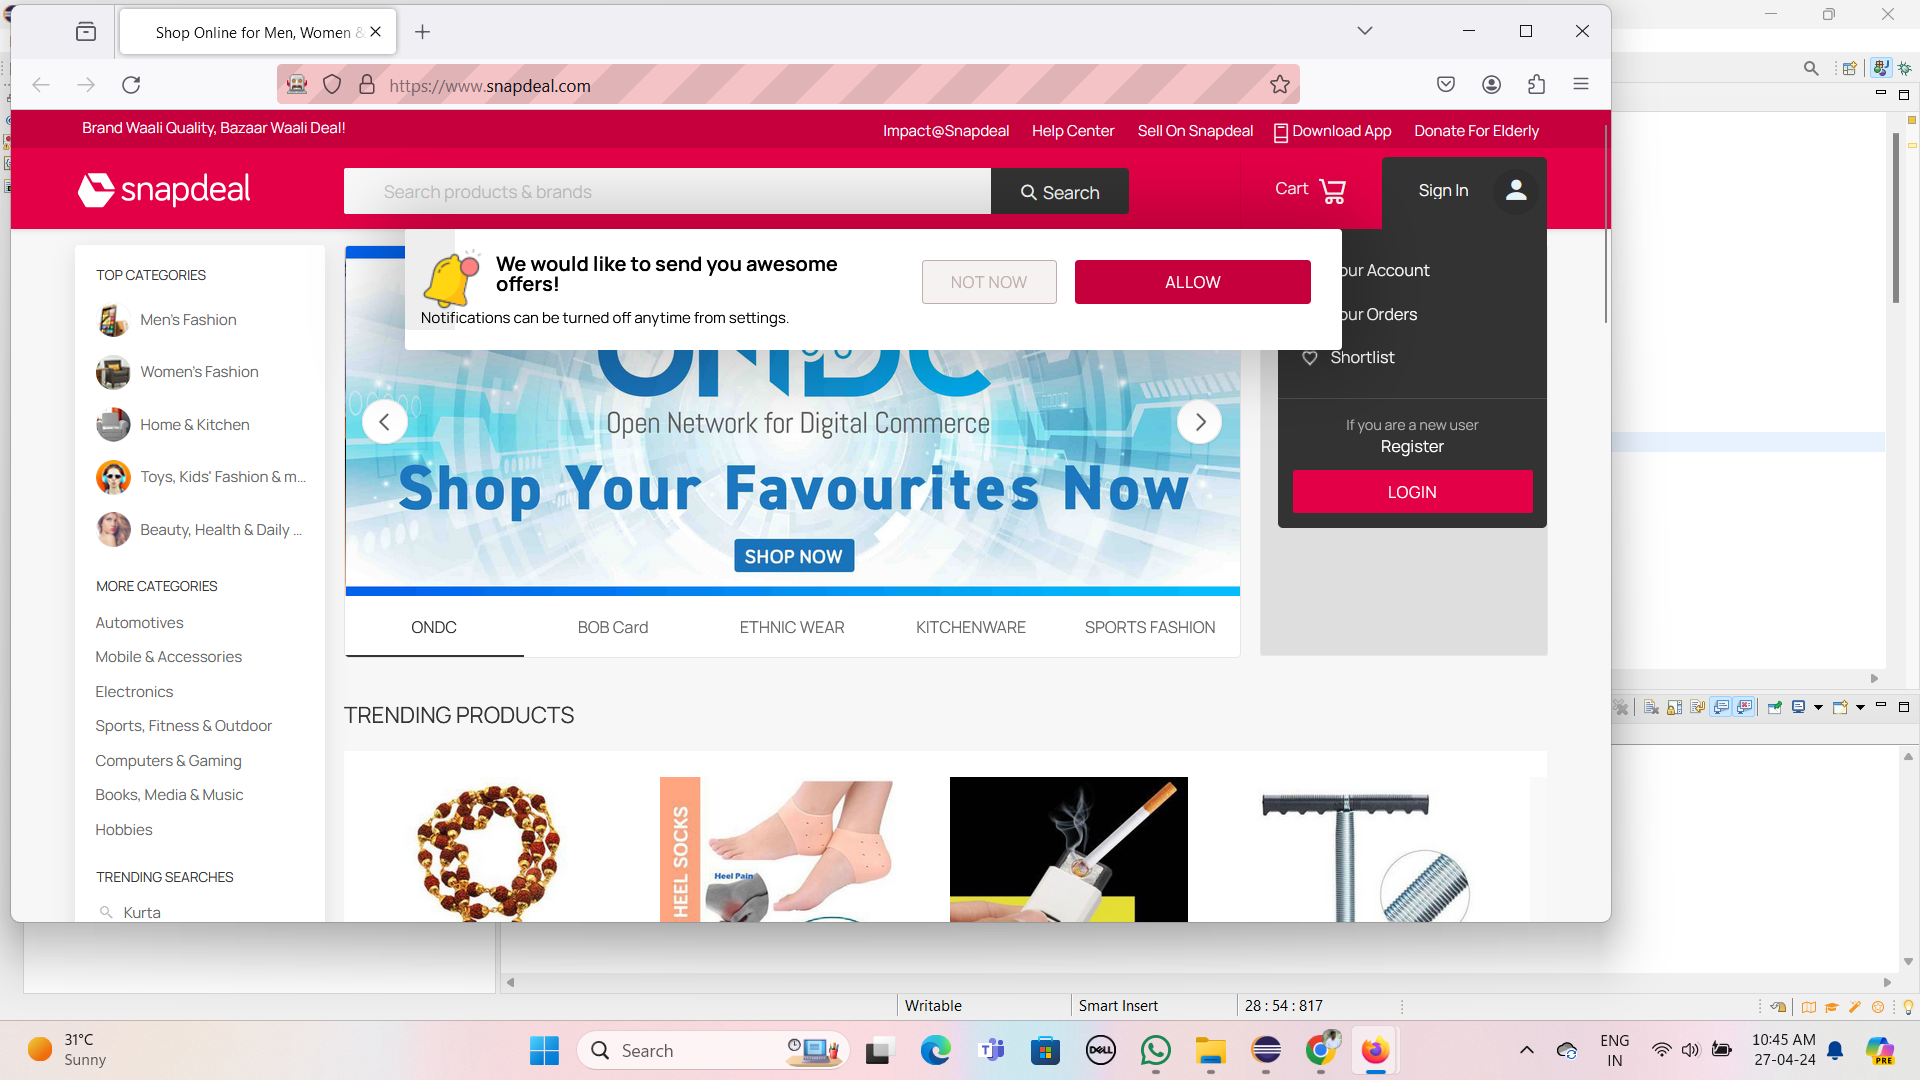 Shop Online for Men, Women &
https://www.snapdeal.com
Brand Waali Quality, Bazaar Waali Deal!
Impact@Snapdeal
Help Center
Sell On Snapdeal
Download App
Donate For Elderly
snapdeal
Search products & brands
Search
Cart
Sign In
We would like to send you awesome
offers!
Notifications can be turned off anytime from settings.
NOT NOW
ALLOW
our Account
our Orders
Shortlist
If you are a new user
Register
LOGIN
TOP CATEGORIES
Men's Fashion
Women's Fashion
Home & Kitchen
Toys, Kids' Fashion & m...
Beauty, Health & Daily ...
MORE CATEGORIES
Automotives
Mobile & Accessories
Electronics
Sports, Fitness & Outdoor
Computers & Gaming
Books, Media & Music
Hobbies
TRENDING SEARCHES
Kurta
ONDC
Open Network for Digital Commerce
Shop Your Favourites Now
SHOP NOW
ONDC
BOB Card
ETHNIC WEAR
KITCHENWARE
SPORTS FASHION
TRENDING PRODUCTS
HEEL SOCKS
Heel Pain
Writable
Smart Insert
28 : 54 : 817
31°C
Sunny
Search
DELL
ENG
IN
10:45 AM
27-04-24
PRE